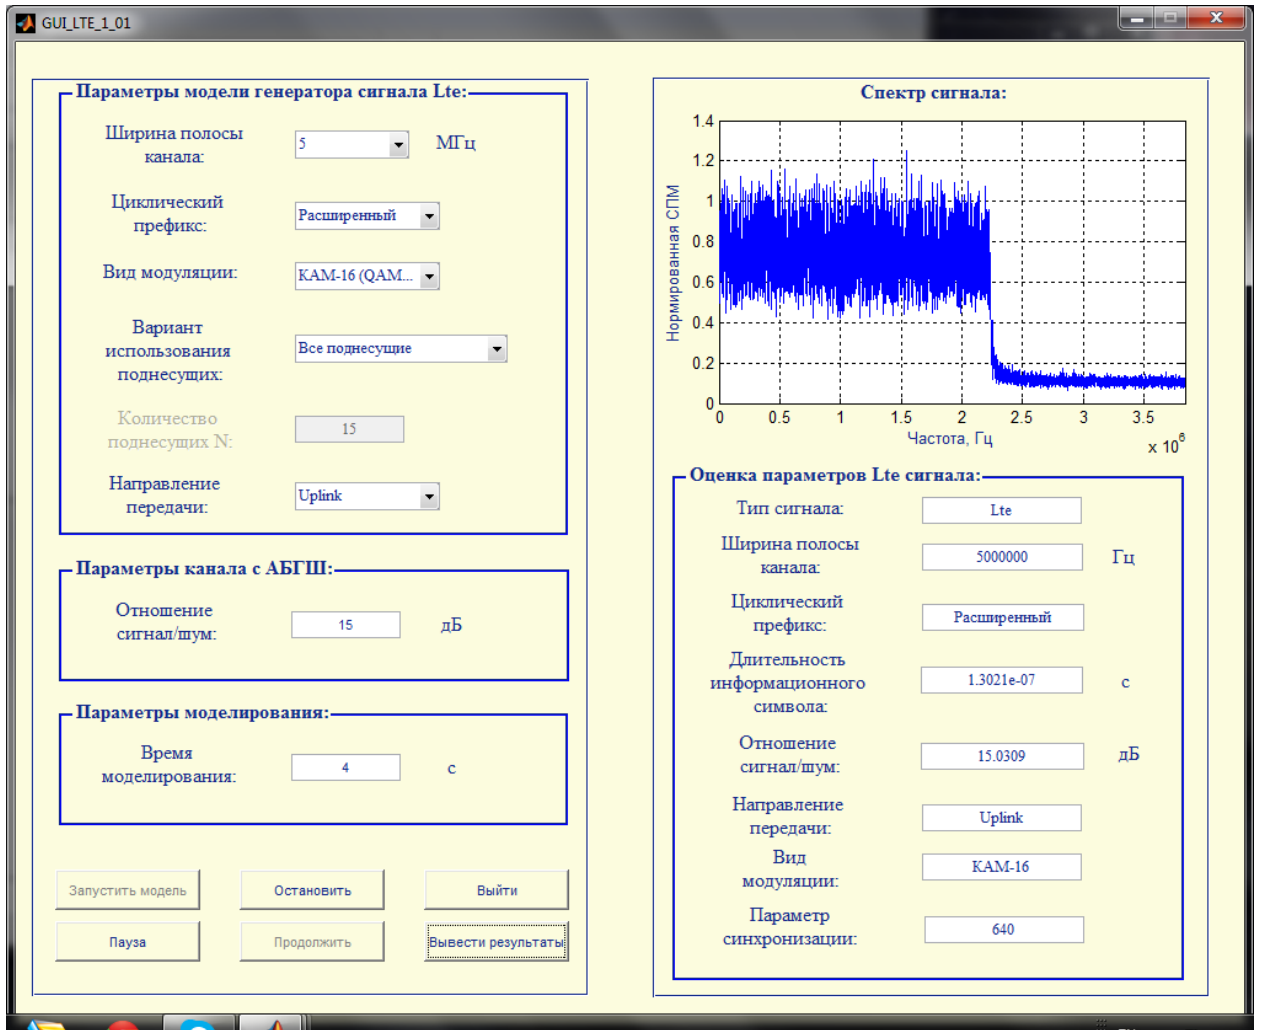 GUI_LTE_1_01
Параметры модели генератора сигнала Lte:
Ширина полосы
канала:
5
МГц
Циклический
префикс:
Расширенный
Вид модуляции:
КАМ-16 (QAM...
Вариант
использования
поднесущих:
Все поднесущие
Количество
поднесущих N:
15
Направление
передачи:
Uplink
Параметры канала с АБГШ:
Отношение
сигнал/шум:
15
дБ
Параметры моделирования:
Время
моделирования:
4
с
Запустить модель
Остановить
Выйти
Пауза
Продолжить
Вывести результаты
Спектр сигнала:
Нормированная СПМ
1.4
1.2
1
0.8
0.6
0.4
0.2
0
0 0.5 1 1.5 2 2.5 3 3.5
Частота, Гц
x 10^6
Оценка параметров Lte сигнала:
Тип сигнала:
Lte
Ширина полосы
канала:
5000000
Гц
Циклический
префикс:
Расширенный
Длительность
информационного
символа:
1.3021e-07
с
Отношение
сигнал/шум:
15.0309
дБ
Направление
передачи:
Uplink
Вид
модуляции:
КАМ-16
Параметр
синхронизации:
640